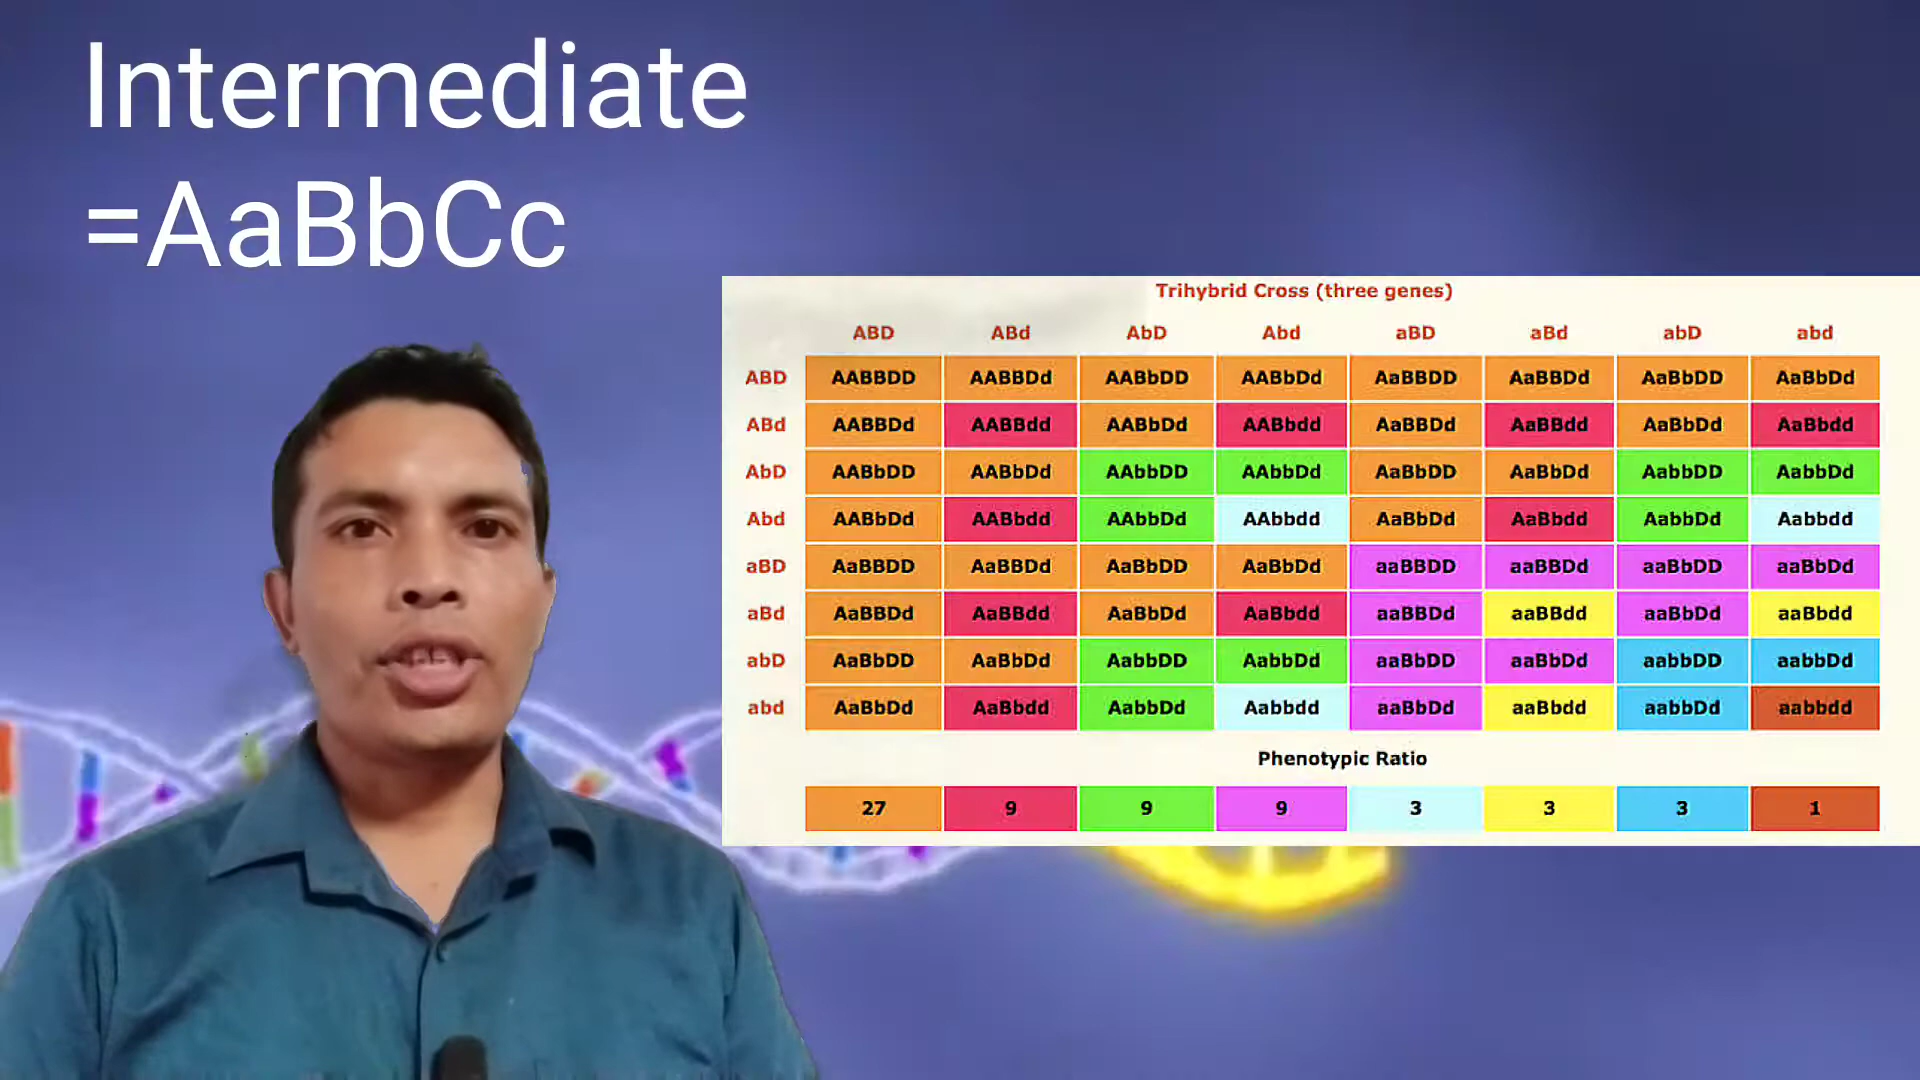 Intermediate
=AaBbCc
Trihybrid Cross (three genes)
ABD ABd AbD Abd aBD aBd abD abd
ABD AABBDD AABBDd AABbDD AABbDd AaBBDD AaBBDd AaBbDD AaBbDd
ABd AABBDd AABBdd AABbDd AABbdd AaBBDd AaBBdd AaBbDd AaBbdd
AbD AABbDD AABbDd AAbbDD AAbbDd AaBbDD AaBbDd AabbDD AabbDd
Abd AABbDd AABbdd AAbbDd AAbbdd AaBbDd AaBbdd AabbDd Aabbdd
aBD AaBBDD AaBBDd AaBbDD AaBbDd aaBBDD aaBBDd aaBbDD aaBbDd
aBd AaBBDd AaBBdd AaBbDd AaBbdd aaBBDd aaBBdd aaBbDd aaBbdd
abD AaBbDD AaBbDd AabbDD AabbDd aaBbDD aaBbDd aabbDD aabbDd
abd AaBbDd AaBbdd AabbDd Aabbdd aaBbDd aaBbdd aabbDd aabbdd
Phenotypic Ratio
27 9 9 9 3 3 3 1